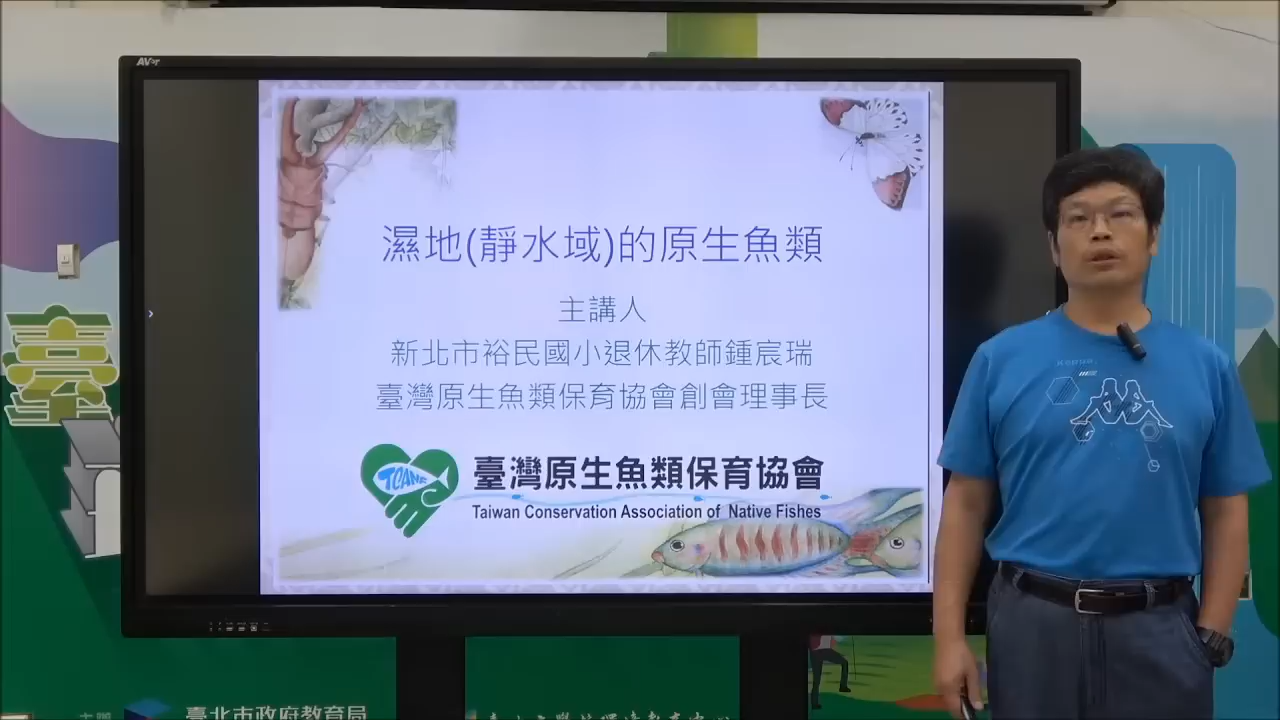 AVer
濕地(靜水域)的原生魚類
主講人
新北市裕民國小退休教師鍾宸瑞
臺灣原生魚類保育協會創會理事長
TCANF
臺灣原生魚類保育協會
Taiwan Conservation Association of Native Fishes
臺
臺北市政府教育局